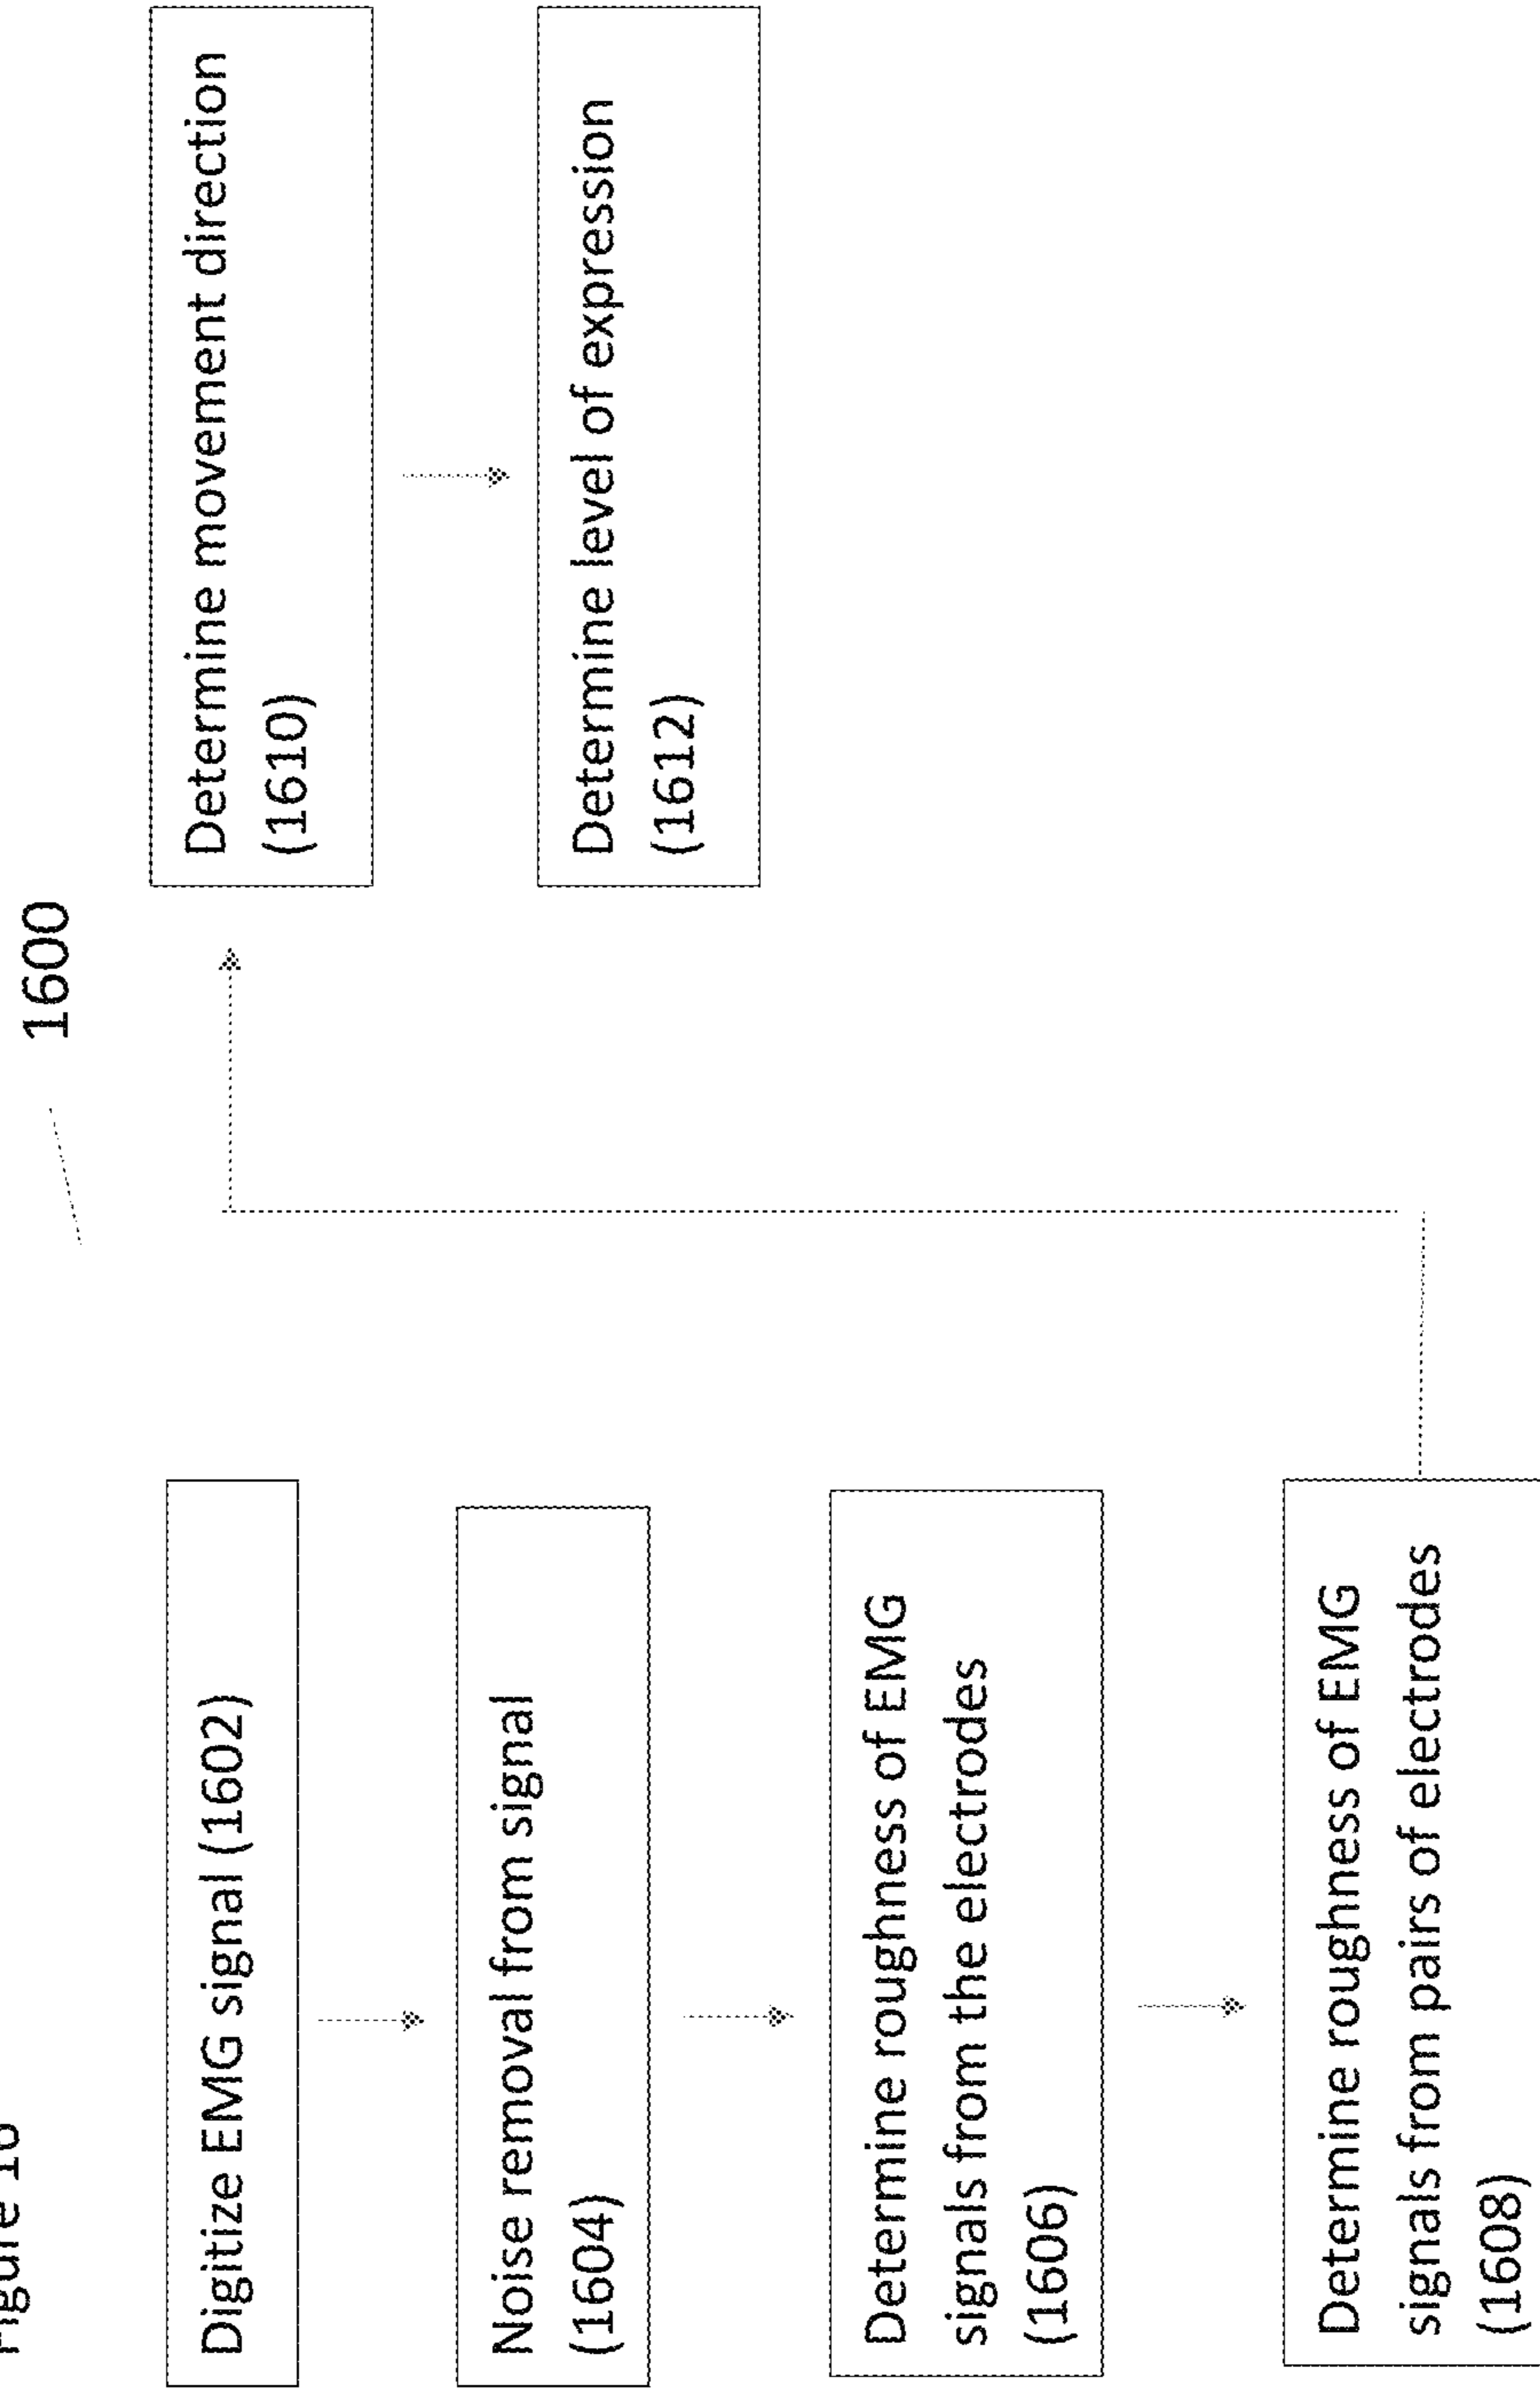 Figure 16
1600
Digitize EMG signal (1602)
Noise removal from signal
(1604)
Determine roughness of EMG
signals from the electrodes
(1606)
Determine roughness of EMG
signals from pairs of electrodes
(1608)
Determine movement direction
(1610)
Determine level of expression
(1612)